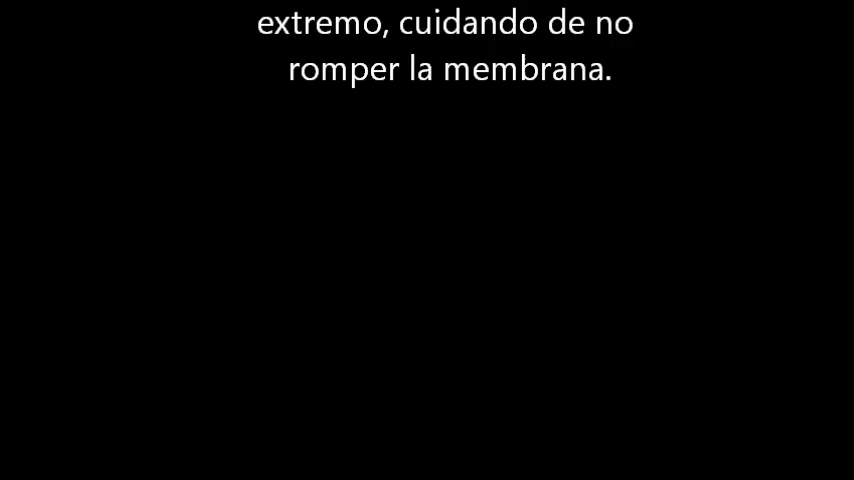 extremo, cuidando de no
romper la membrana.